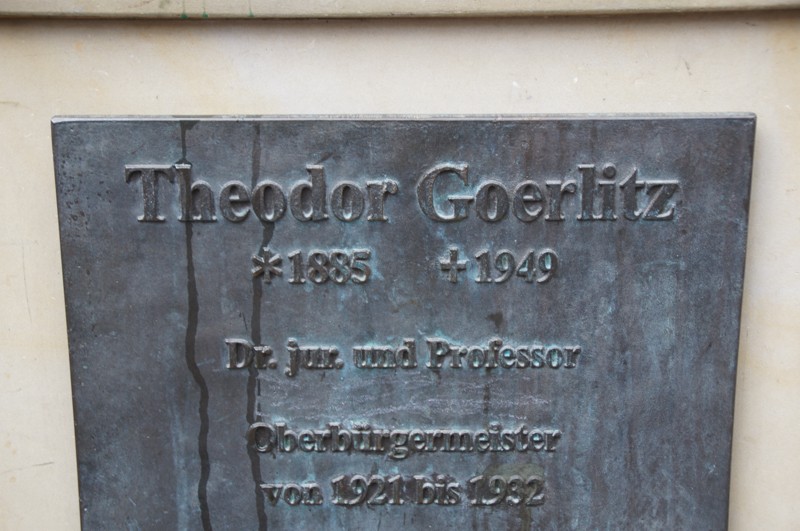 Theodor Goerlitz
* 1885 + 1949
Dr. jur. und Professor
Oberbürgermeister
von 1921 bis 1932